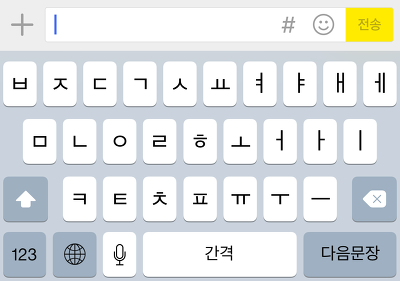 # 전송
ㅂ ㅈ ㄷ ㄱ ㅅ ㅛ ㅕ ㅑ ㅐ ㅔ
ㅁ ㄴ ㅇ ㄹ ㅎ ㅗ ㅓ ㅏ ㅣ
ㅋ ㅌ ㅊ ㅍ ㅠ ㅜ ㅡ
123 간격 다음문장